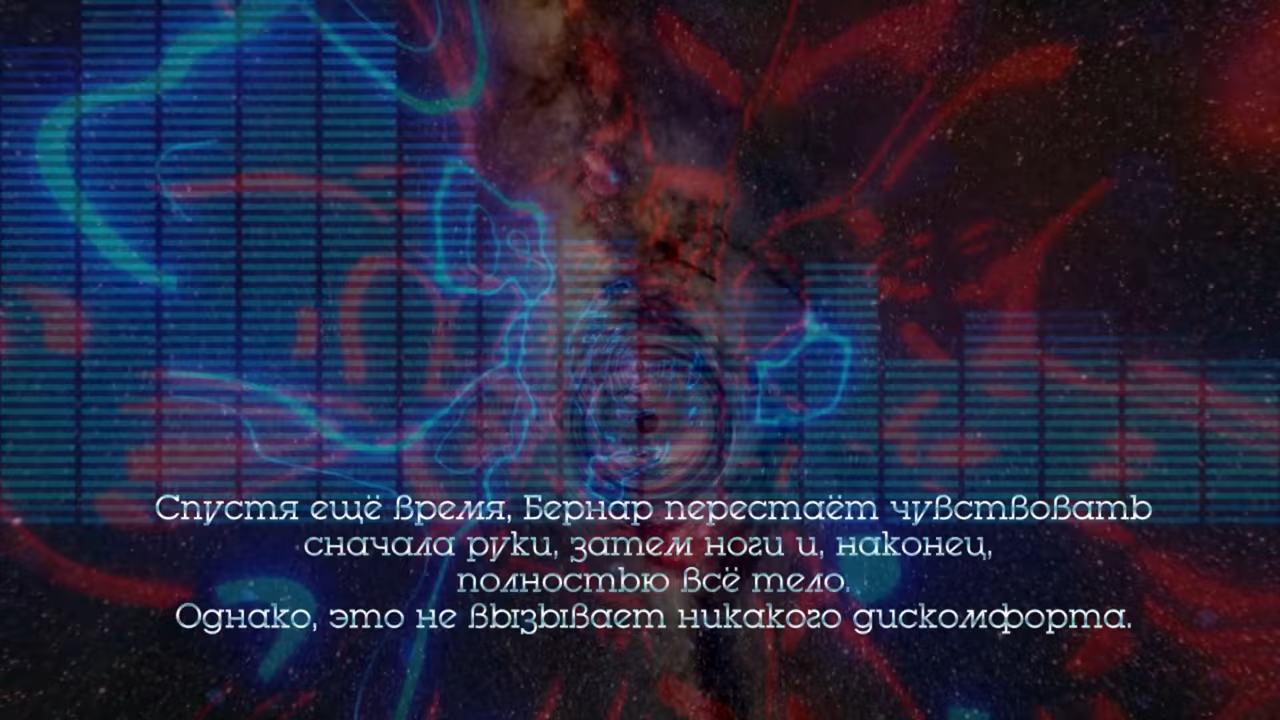 Спустя ещё время, Бернар перестаёт чувствовать
сначала руки, затем ноги и, наконец,
полностью всё тело.
Однако, это не вызывает никакого дискомфорта.